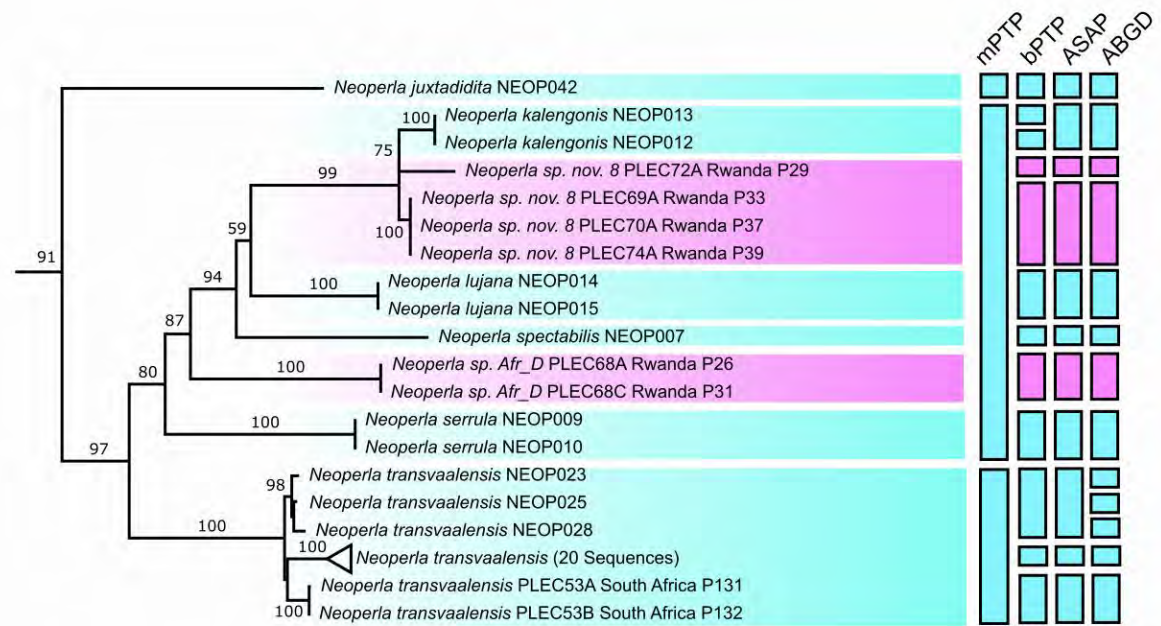 mPTP bPTP ASAP ABGD
Neoperla juxtadidita NEOP042
100 Neoperla kalengonis NEOP013
Neoperla kalengonis NEOP012
75
99 Neoperla sp. nov. 8 PLEC72A Rwanda P29
Neoperla sp. nov. 8 PLEC69A Rwanda P33
59 100 Neoperla sp. nov. 8 PLEC70A Rwanda P37
Neoperla sp. nov. 8 PLEC74A Rwanda P39
91
94 100 Neoperla lujana NEOP014
Neoperla lujana NEOP015
87 Neoperla spectabilis NEOP007
80 100 Neoperla sp. Afr_D PLEC68A Rwanda P26
Neoperla sp. Afr_D PLEC68C Rwanda P31
100 Neoperla serrula NEOP009
97 Neoperla serrula NEOP010
98 Neoperla transvaalensis NEOP023
Neoperla transvaalensis NEOP025
100 Neoperla transvaalensis NEOP028
100 Neoperla transvaalensis (20 Sequences)
Neoperla transvaalensis PLEC53A South Africa P131
100 Neoperla transvaalensis PLEC53B South Africa P132